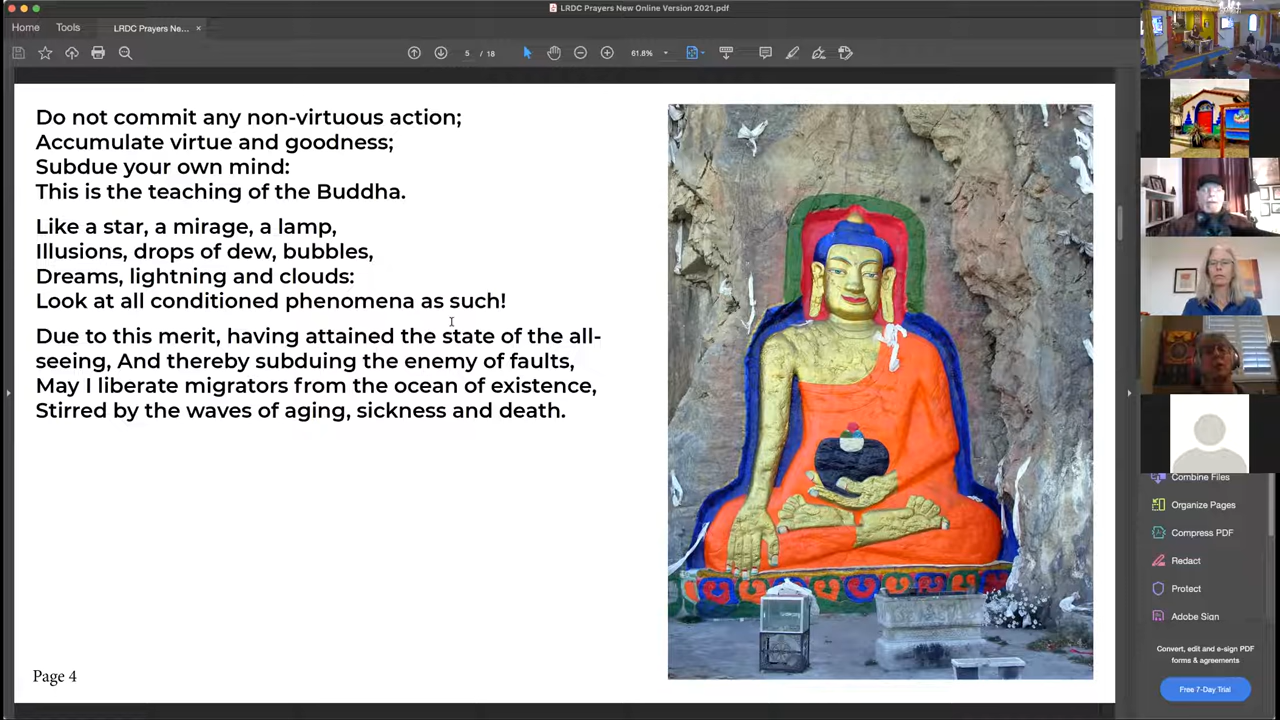 LRDC Prayers New Online Version 2021.pdf
Home
Tools
LRDC Prayers Ne...
5 / 18
61.8%
Do not commit any non-virtuous action;
Accumulate virtue and goodness;
Subdue your own mind:
This is the teaching of the Buddha.
Like a star, a mirage, a lamp,
Illusions, drops of dew, bubbles,
Dreams, lightning and clouds:
Look at all conditioned phenomena as such!
Due to this merit, having attained the state of the all-
seeing, And thereby subduing the enemy of faults,
May I liberate migrators from the ocean of existence,
Stirred by the waves of aging, sickness and death.
Page 4
Combine Files
Organize Pages
Compress PDF
Redact
Protect
Adobe Sign
Convert, edit and e-sign PDF
forms & agreements
Free 7-Day Trial